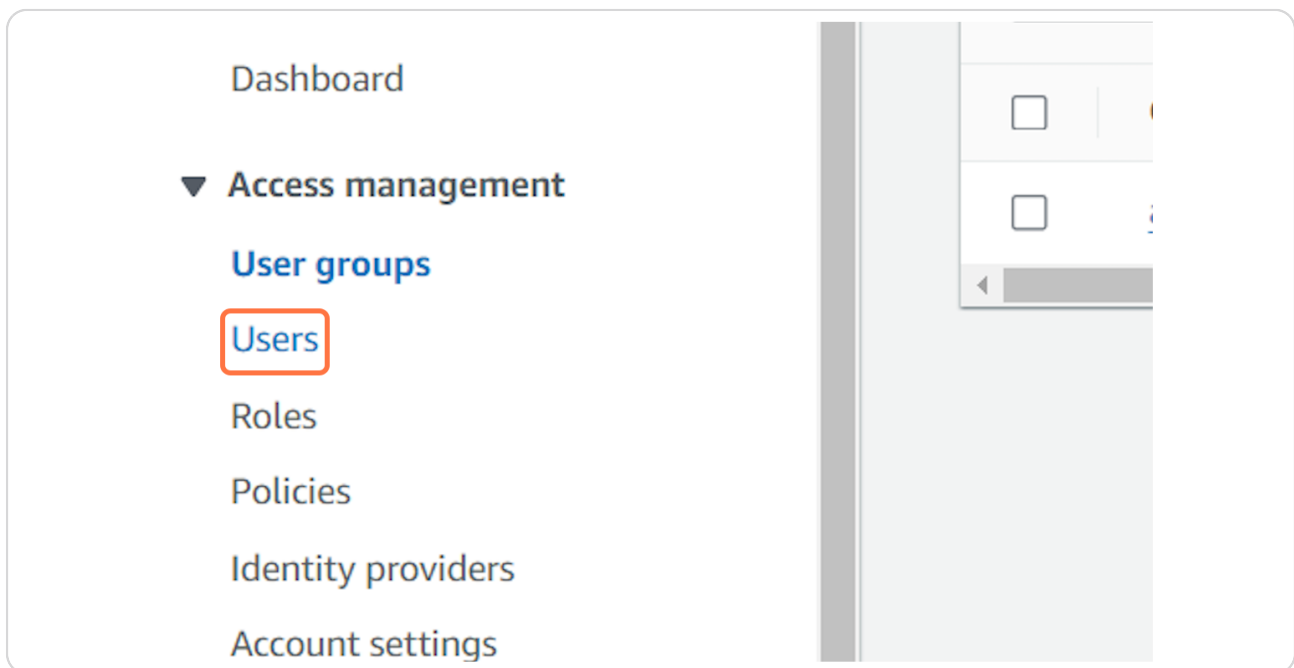 Dashboard
Access management
User groups
Users
Roles
Policies
Identity providers
Account settings